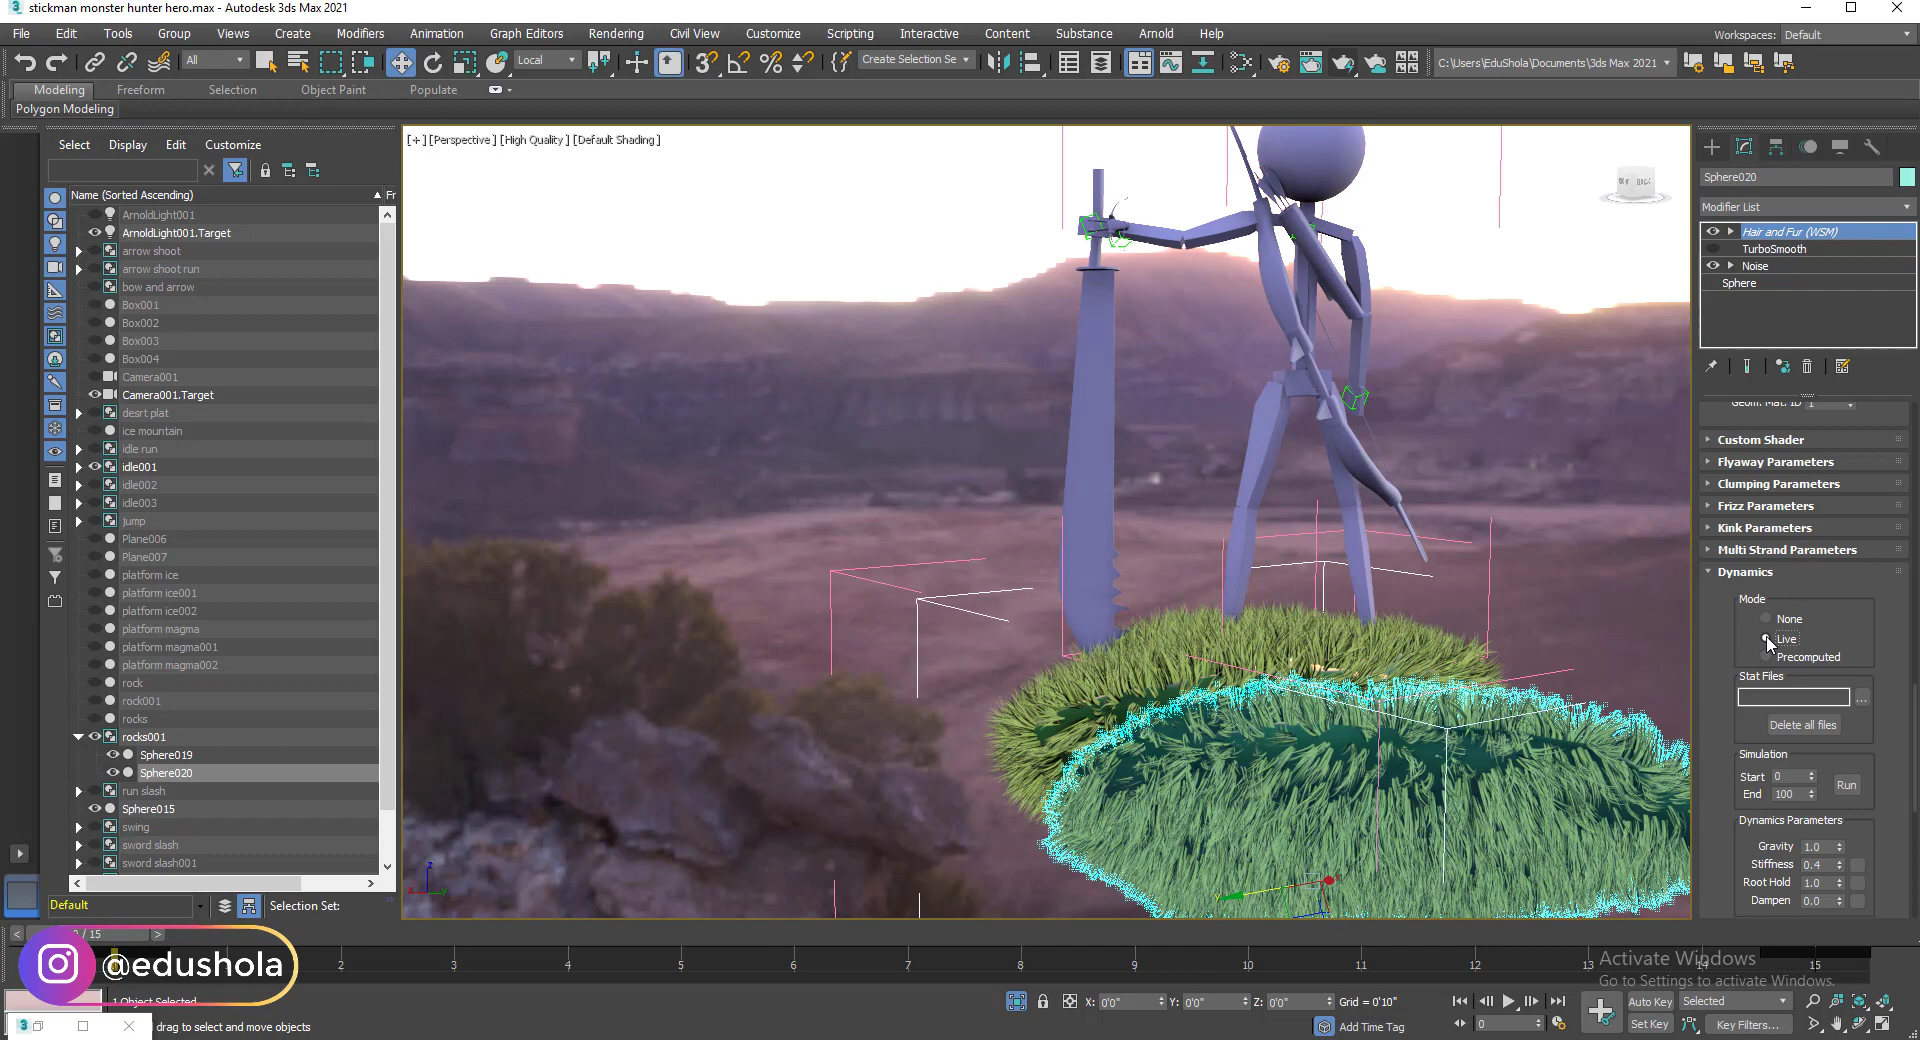 stickman monster hunter hero.max - Autodesk 3ds Max 2021
File Edit Tools Group Views Create Modifiers Animation Graph Editors Rendering Civil View Customize Scripting Interactive Content Substance Arnold Help Workspaces: Default
All Local Create Selection Se C:\Users\EduShola\Documents\3ds Max 2021
Modeling Freeform Selection Object Paint Populate
Polygon Modeling
Select Display Edit Customize
[+] [Perspective ] [High Quality ] [Default Shading ]
Name (Sorted Ascending) Fr
ArnoldLight001
ArnoldLight001.Target
arrow shoot
arrow shoot run
bow and arrow
Box001
Box002
Box003
Box004
Camera001
Camera001.Target
desrt plat
ice mountain
idle run
idle001
idle002
idle003
jump
Plane006
Plane007
platform ice
platform ice001
platform ice002
platform magma
platform magma001
platform magma002
rock
rock001
rocks
rocks001
Sphere019
Sphere020
run slash
Sphere015
swing
sword slash
sword slash001
Default Selection Set:
Sphere020
Modifier List
Hair and Fur (WSM)
TurboSmooth
Noise
Sphere
Geom. Mat. ID 1
Custom Shader
Flyaway Parameters
Clumping Parameters
Frizz Parameters
Kink Parameters
Multi Strand Parameters
Dynamics
Mode
None
Live
Precomputed
Stat Files
...
Delete all files
Simulation
Start 0
End 100
Run
Dynamics Parameters
Gravity 1.0
Stiffness 0.4
Root Hold 1.0
Dampen 0.0
/ 15
@edushola
2 3 4 5 6 7 8 9 10 11 12 13 14 15
Activate Windows
Go to Settings to activate Windows.
1 Object Selected
drag to select and move objects
X: 0'0" Y: 0'0" Z: 0'0" Grid = 0'10"
Add Time Tag
0
Auto Key Selected
Set Key Key Filters...